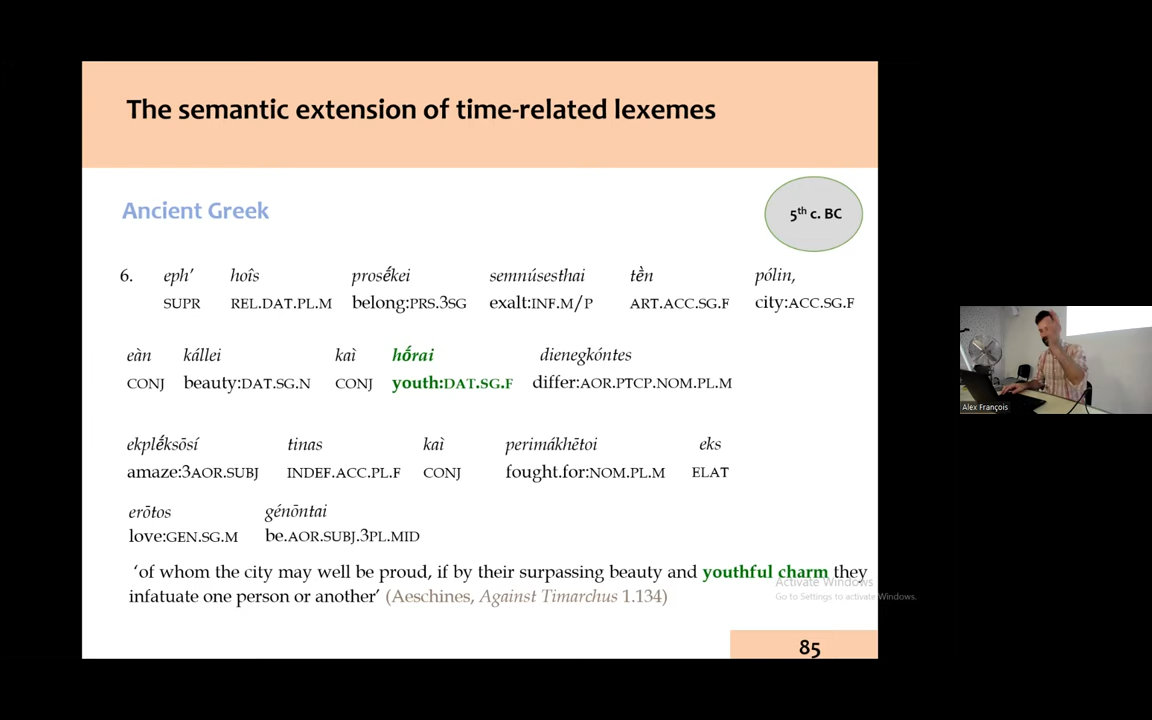 The semantic extension of time-related lexemes
Ancient Greek
5th c. BC
6. eph’ hoîs prosḗkei semnúsesthai tḕn pólin,
SUPR REL.DAT.PL.M belong:PRS.3SG exalt:INF.M/P ART.ACC.SG.F city:ACC.SG.F
eàn kállei kaì hṓrai dienegkóntes
CONJ beauty:DAT.SG.N CONJ youth:DAT.SG.F differ:AOR.PTCP.NOM.PL.M
ekplḗksōsí tinas kaì perimákhētoi eks
amaze:3AOR.SUBJ INDEF.ACC.PL.F CONJ fought.for:NOM.PL.M ELAT
erōtos génōntai
love:GEN.SG.M be.AOR.SUBJ.3PL.MID
‘of whom the city may well be proud, if by their surpassing beauty and youthful charm they
infatuate one person or another’ (Aeschines, Against Timarchus 1.134)
Activate Windows
Go to Settings to activate Windows.
85
Alex François